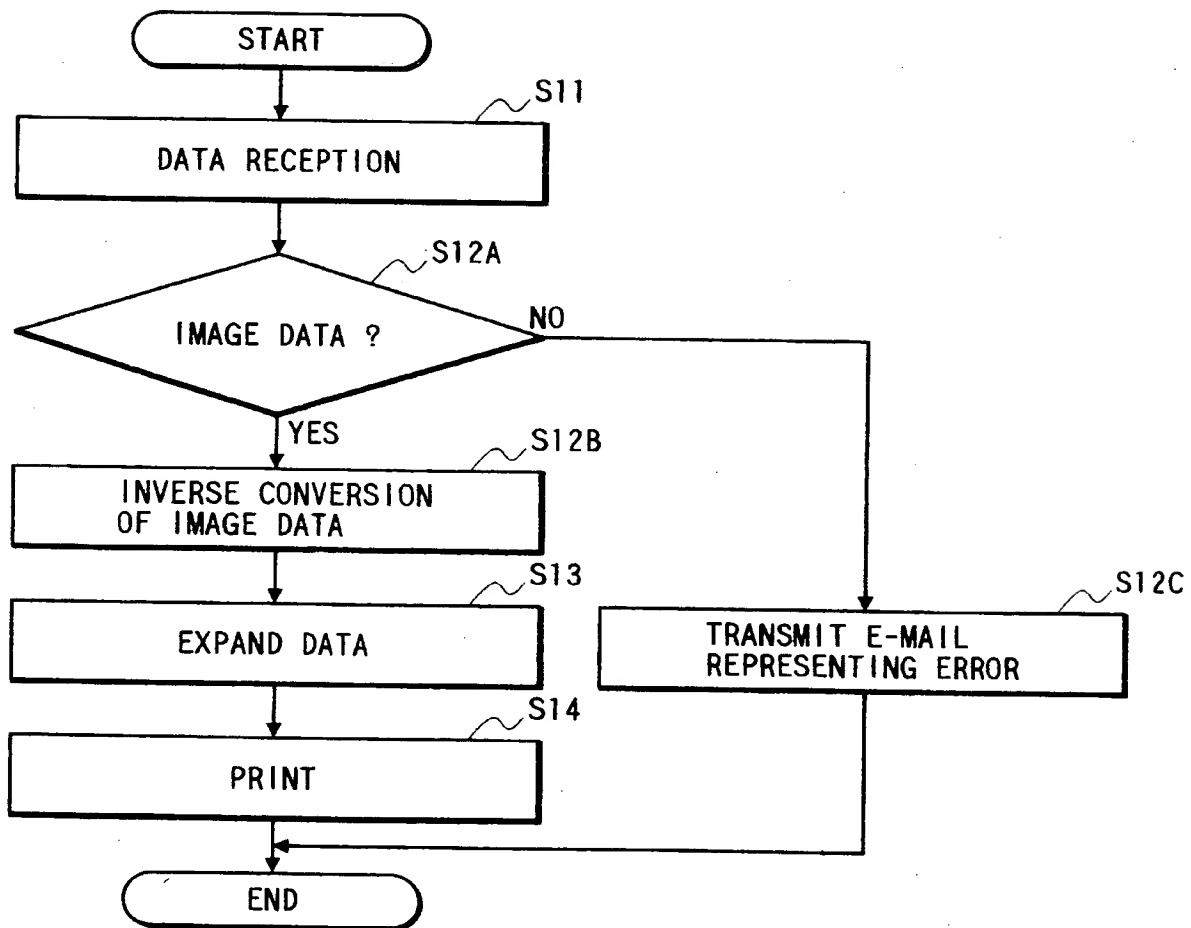 START
S11
DATA RECEPTION
S12A
IMAGE DATA ?
NO
YES
S12B
INVERSE CONVERSION
OF IMAGE DATA
S13
EXPAND DATA
S12C
TRANSMIT E-MAIL
REPRESENTING ERROR
S14
PRINT
END